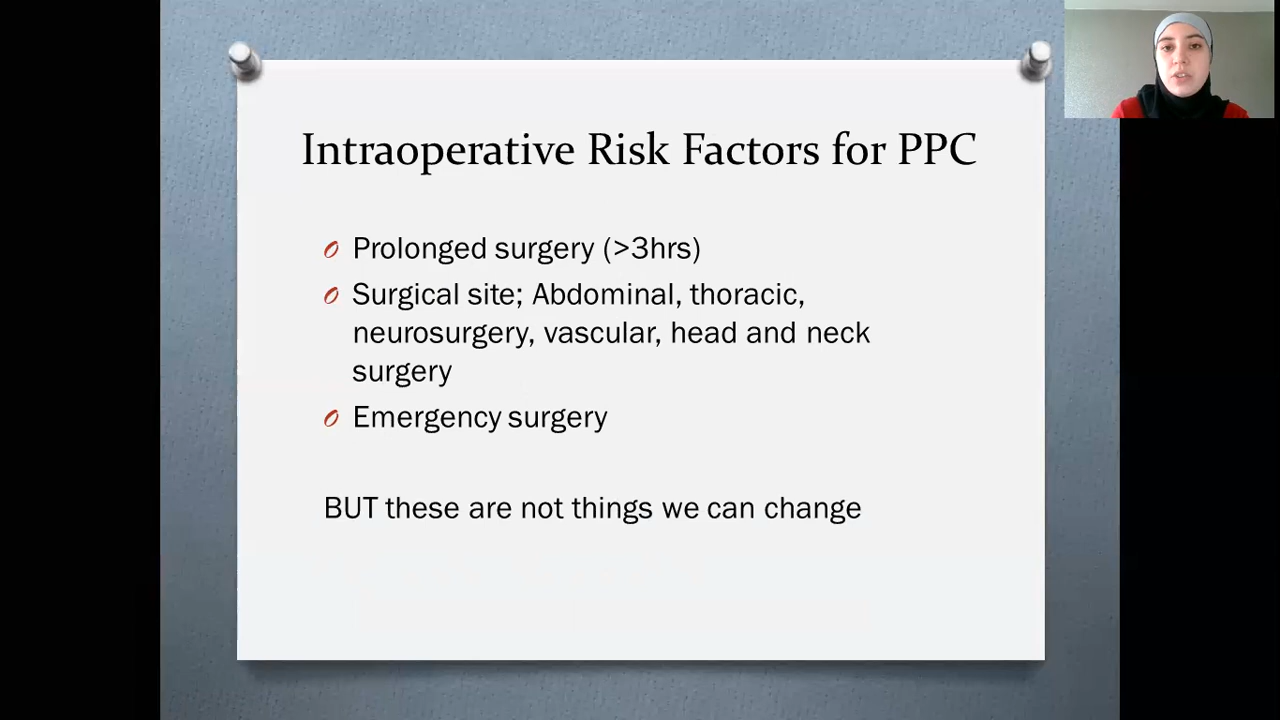 Intraoperative Risk Factors for PPC
Prolonged surgery (>3hrs)
Surgical site; Abdominal, thoracic,
neurosurgery, vascular, head and neck
surgery
Emergency surgery
BUT these are not things we can change